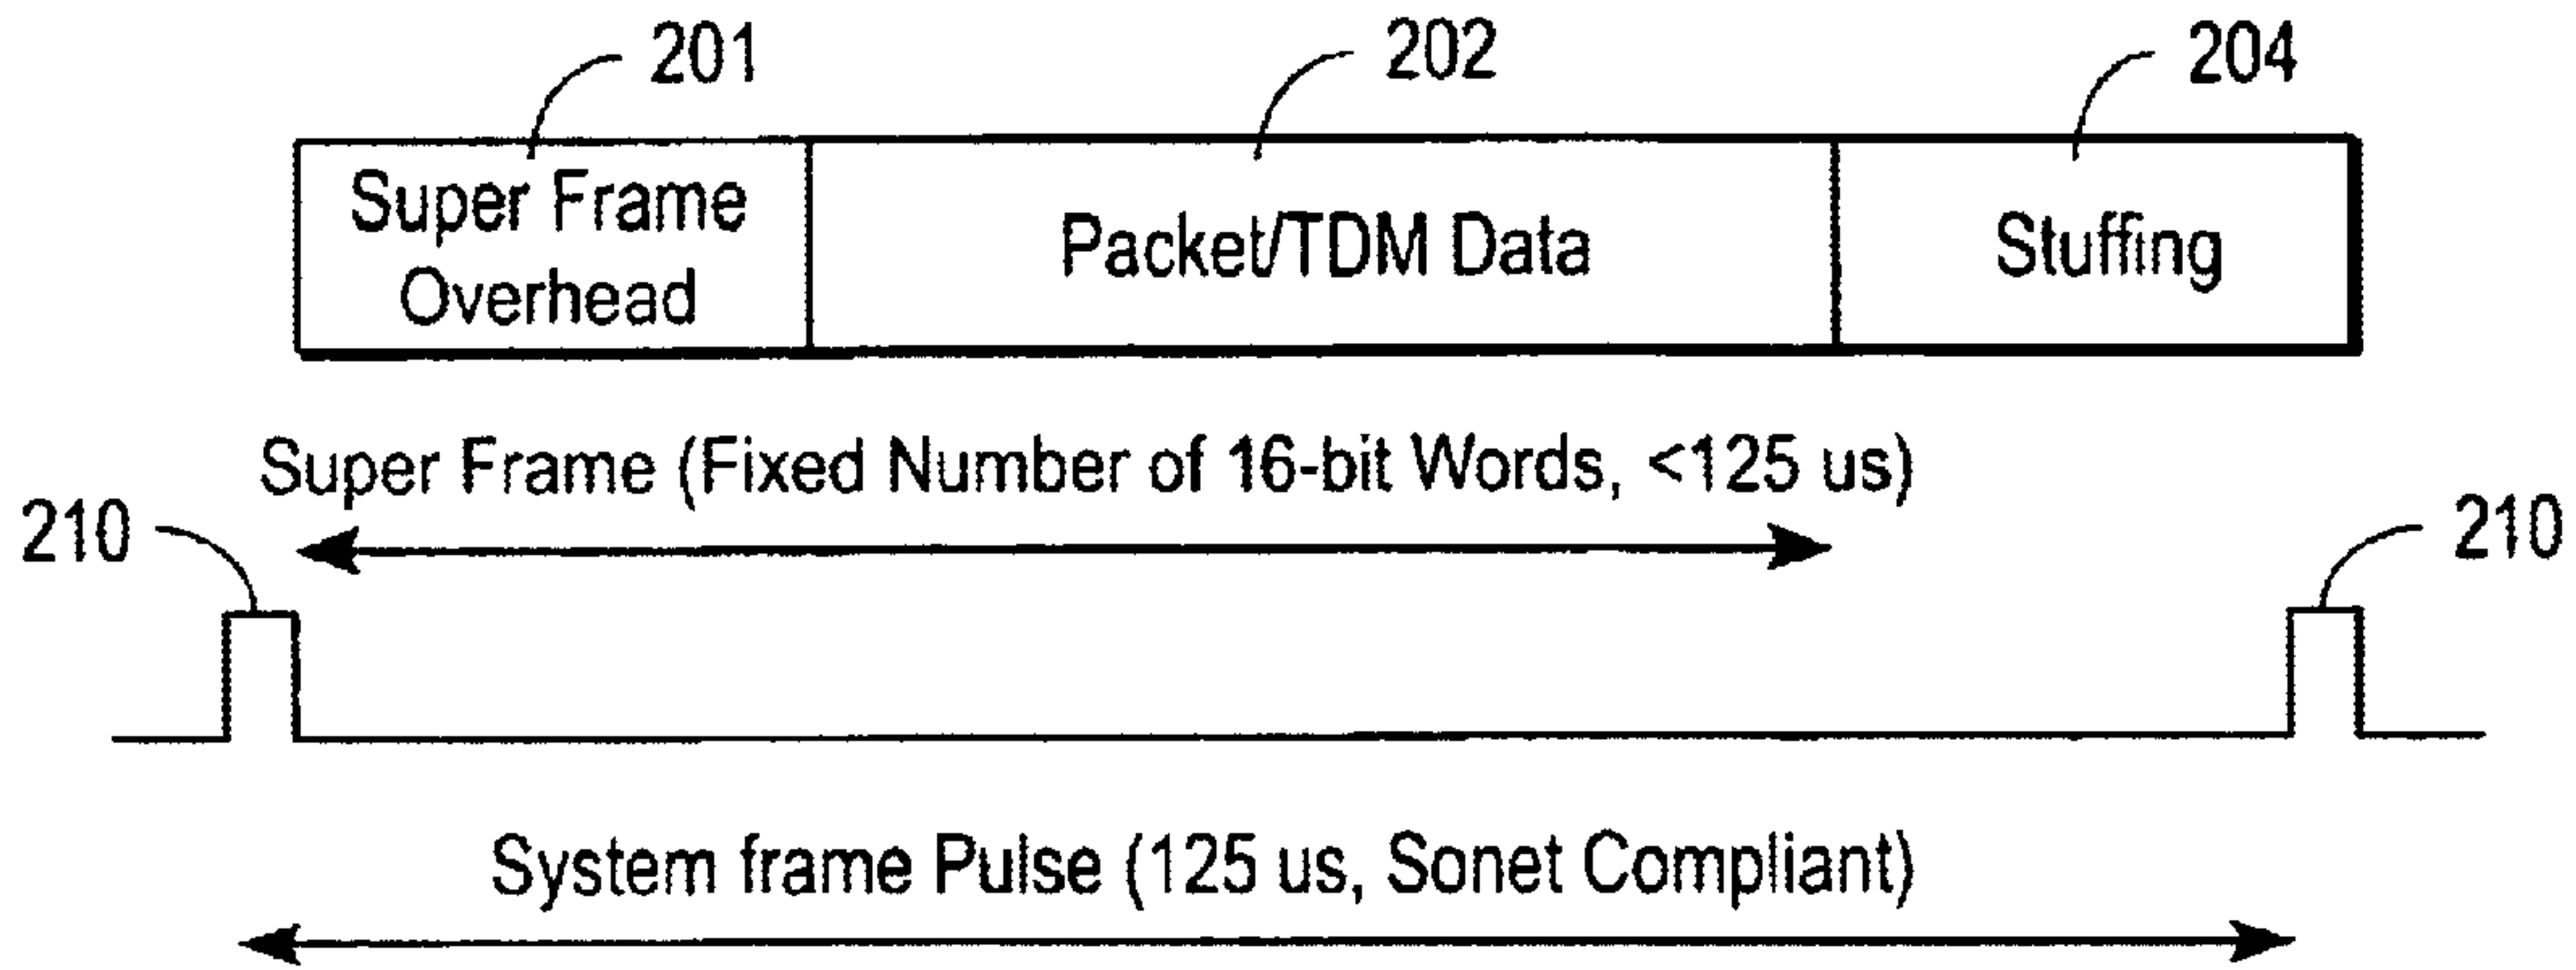 201
202
204
Super Frame
Overhead
Packet/TDM Data
Stuffing
Super Frame (Fixed Number of 16-bit Words, <125 us)
210
210
System frame Pulse (125 us, Sonet Compliant)